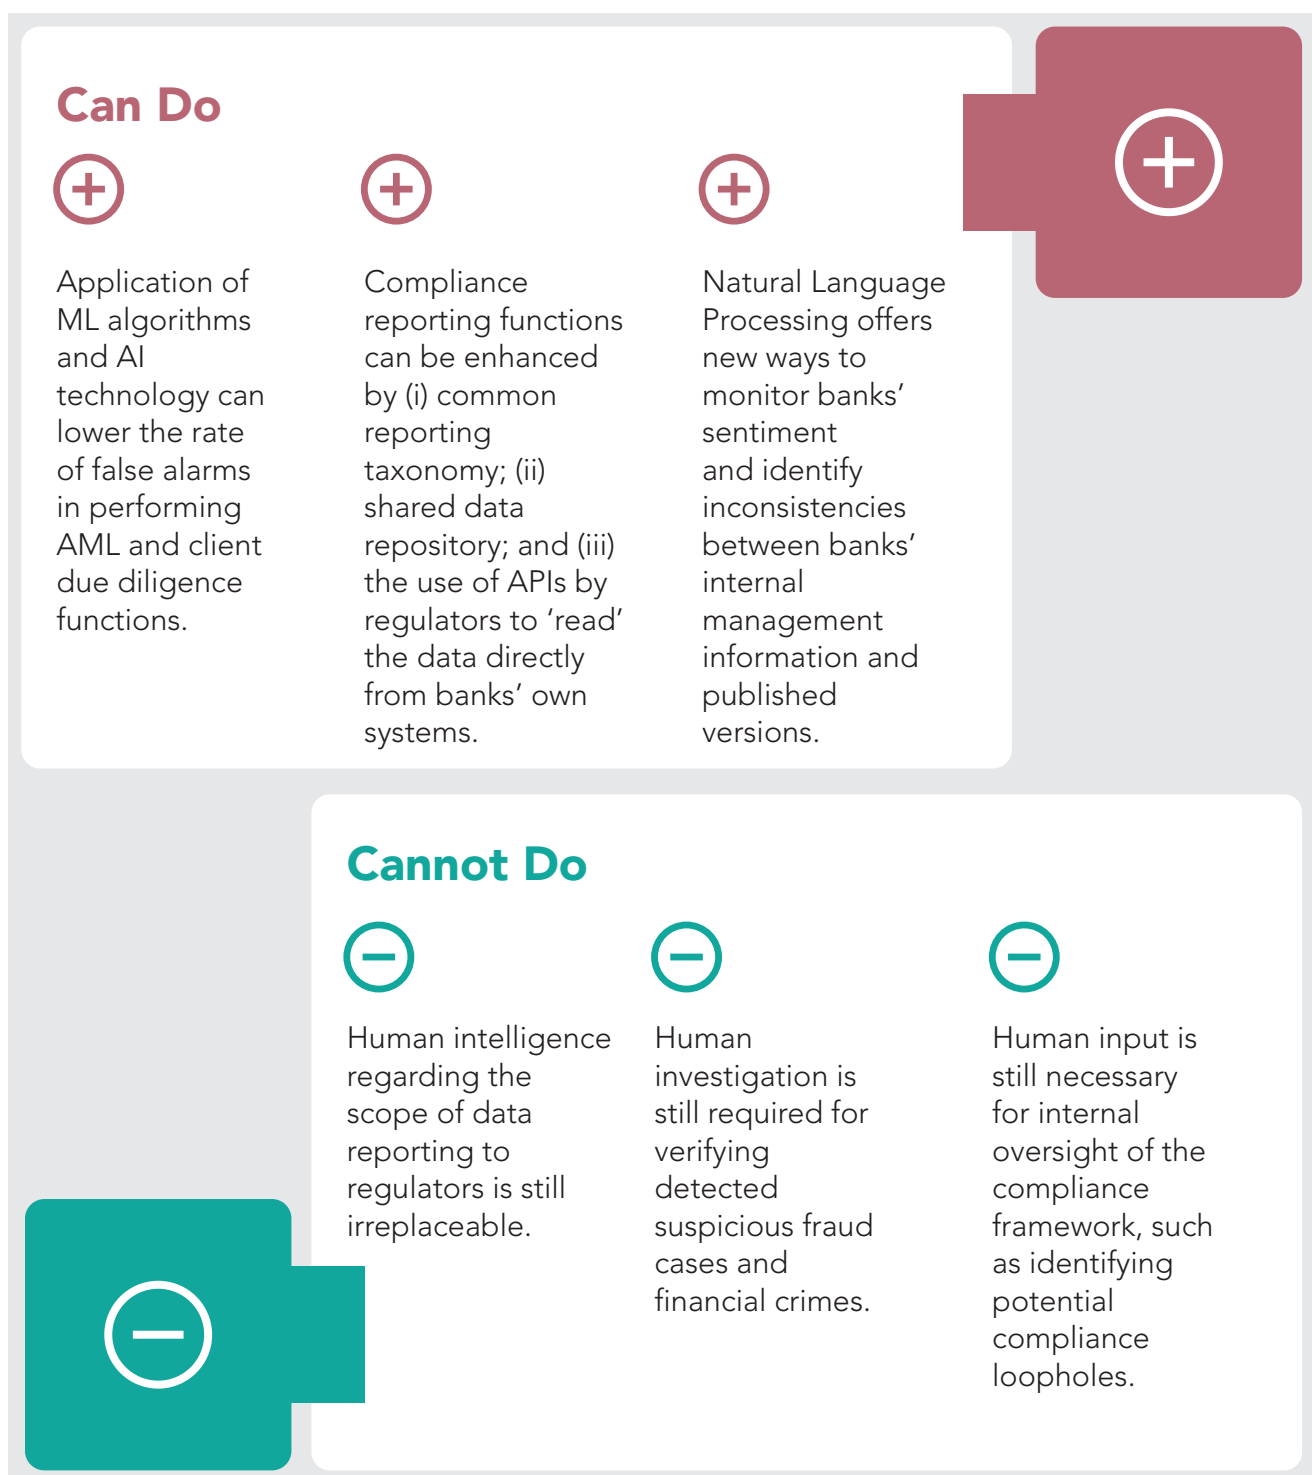 Can Do
Application of
ML algorithms
and AI
technology can
lower the rate
of false alarms
in performing
AML and client
due diligence
functions.
Compliance
reporting functions
can be enhanced
by (i) common
reporting
taxonomy; (ii)
shared data
repository; and (iii)
the use of APIs by
regulators to ‘read’
the data directly
from banks’ own
systems.
Natural Language
Processing offers
new ways to
monitor banks’
sentiment
and identify
inconsistencies
between banks’
internal
management
information and
published
versions.
Cannot Do
Human intelligence
regarding the
scope of data
reporting to
regulators is still
irreplaceable.
Human
investigation is
still required for
verifying
detected
suspicious fraud
cases and
financial crimes.
Human input is
still necessary
for internal
oversight of the
compliance
framework, such
as identifying
potential
compliance
loopholes.